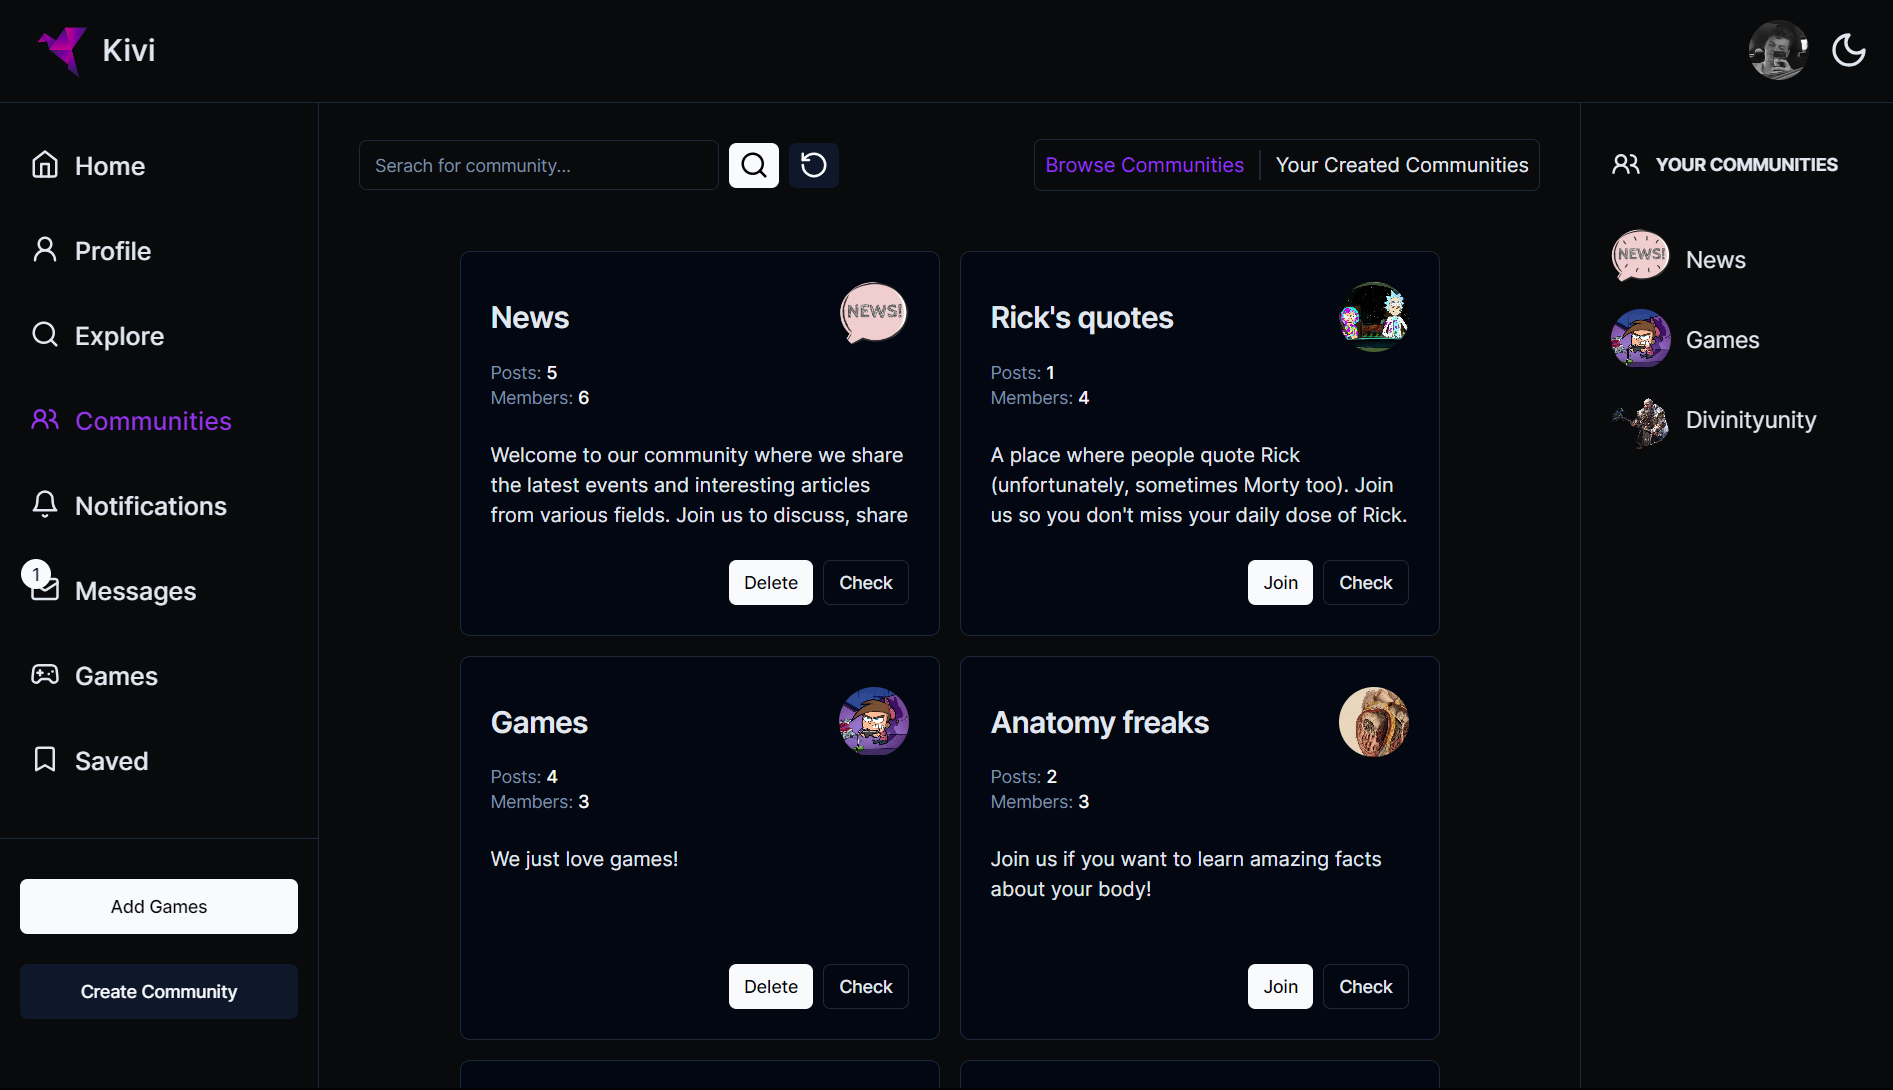 Kivi
Home
Profile
Explore
Communities
Notifications
1
Messages
Games
Saved
Add Games
Create Community
Serach for community...
Browse Communities
Your Created Communities
News
NEWS!
Posts: 5
Members: 6
Welcome to our community where we share
the latest events and interesting articles
from various fields. Join us to discuss, share
Delete
Check
Rick's quotes
Posts: 1
Members: 4
A place where people quote Rick
(unfortunately, sometimes Morty too). Join
us so you don't miss your daily dose of Rick.
Join
Check
Games
Posts: 4
Members: 3
We just love games!
Delete
Check
Anatomy freaks
Posts: 2
Members: 3
Join us if you want to learn amazing facts
about your body!
Join
Check
YOUR COMMUNITIES
NEWS!
News
Games
Divinityunity